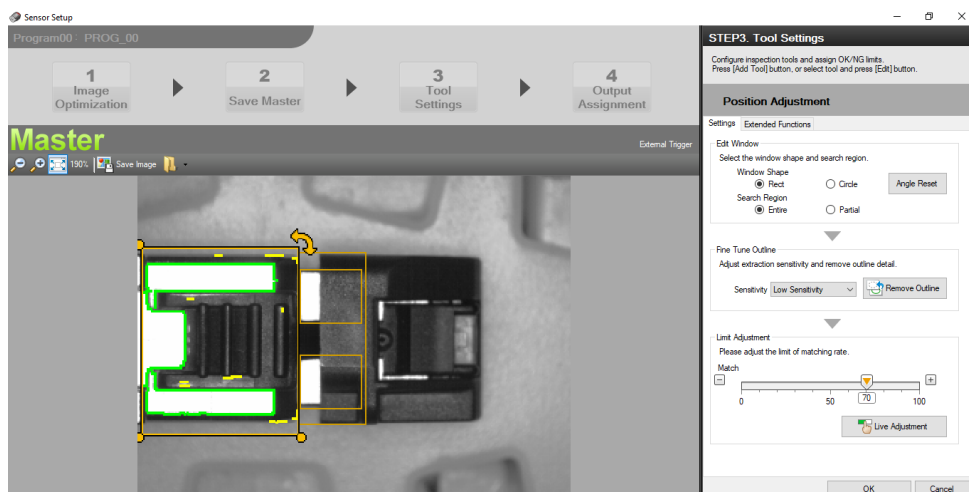 Sensor Setup
Program00: PROG_00
1
Image
Optimization
2
Save Master
3
Tool
Settings
4
Output
Assignment
Master
External Trigger
190%
Save Image
STEP3. Tool Settings
Configure inspection tools and assign OK/NG limits.
Press [Add Tool] button, or select tool and press [Edit] button.
Position Adjustment
Settings
Extended Functions
Edit Window
Select the window shape and search region.
Window Shape
Rect
Circle
Angle Reset
Search Region
Entire
Partial
Fine Tune Outline
Adjust extraction sensitivity and remove outline detail.
Sensitivity
Low Sensitivity
Remove Outline
Limit Adjustment
Please adjust the limit of matching rate.
Match
0
50
70
100
Live Adjustment
OK
Cancel